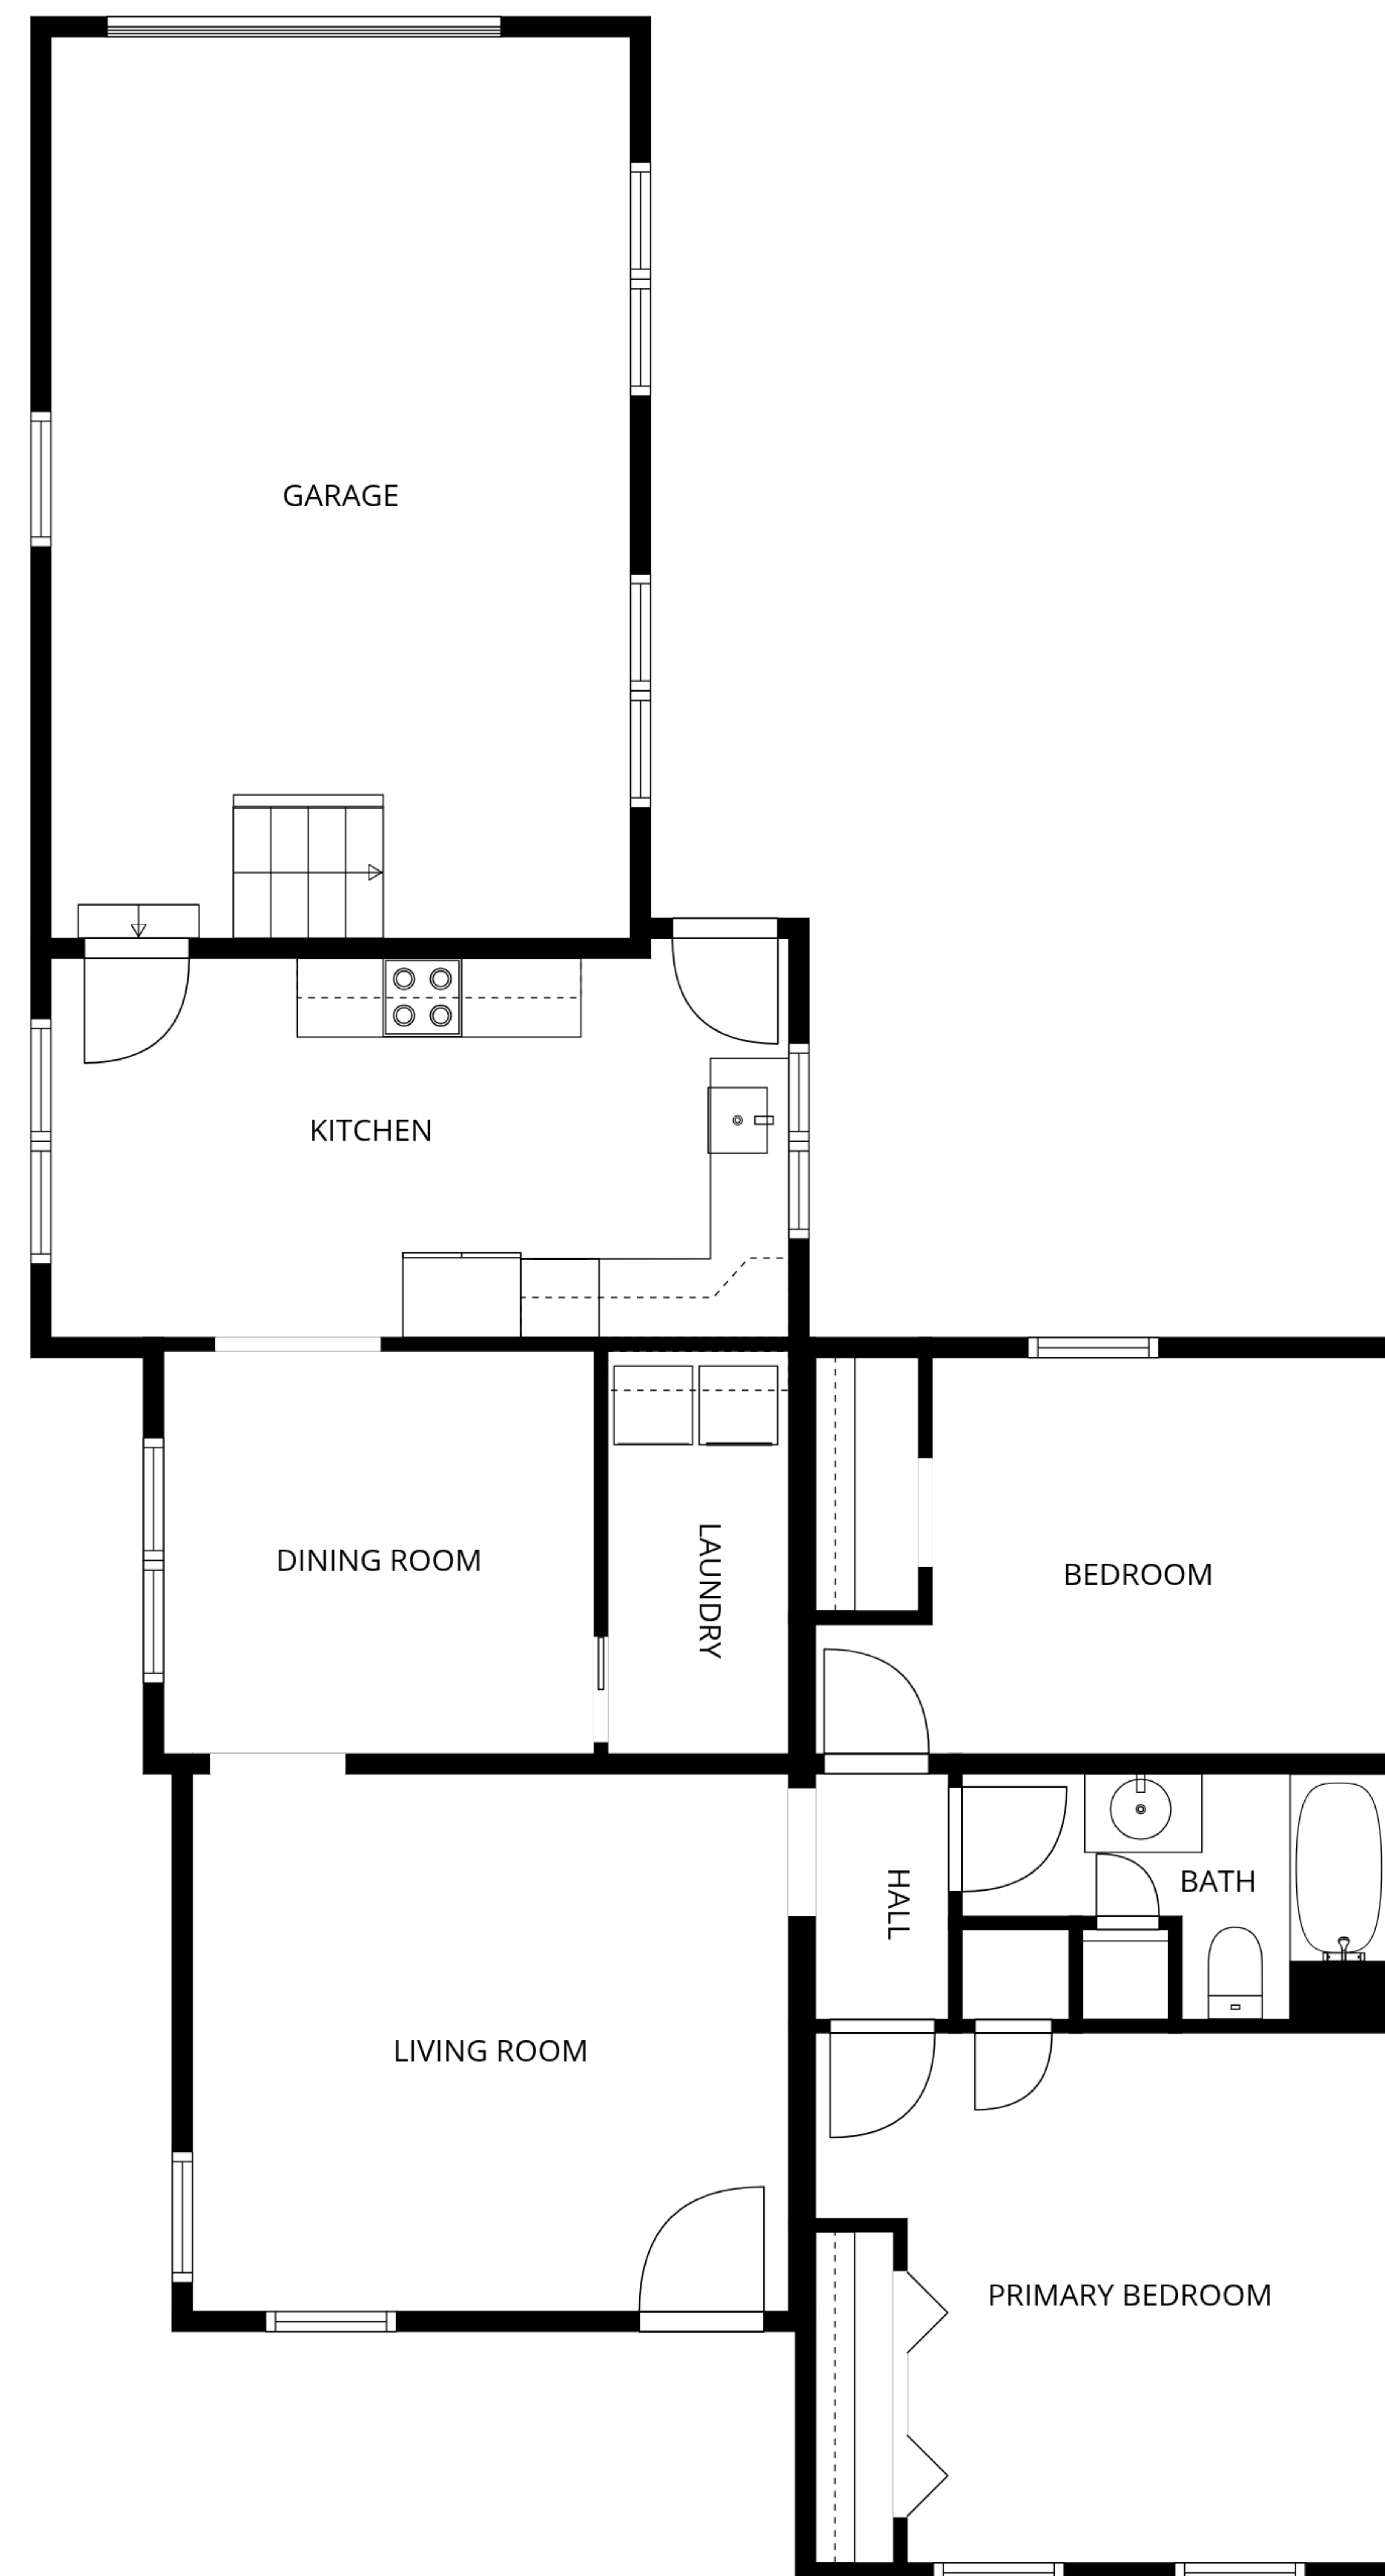 GARAGE
KITCHEN
DINING ROOM
LAUNDRY
BEDROOM
HALL
BATH
LIVING ROOM
PRIMARY BEDROOM